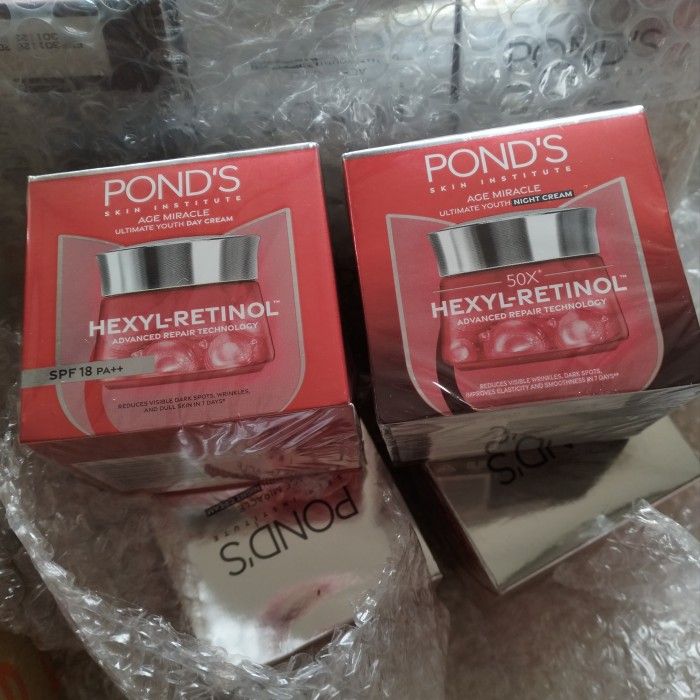 POND'S
SKIN INSTITUTE
AGE MIRACLE
ULTIMATE YOUTH DAY CREAM
HEXYL-RETINOL™
ADVANCED REPAIR TECHNOLOGY
SPF 18 PA++
REDUCES VISIBLE DARK SPOTS, WRINKLES,
AND DULL SKIN IN 7 DAYS
POND'S
SKIN INSTITUTE
AGE MIRACLE
ULTIMATE YOUTH NIGHT CREAM
50X*
HEXYL-RETINOL™
ADVANCED REPAIR TECHNOLOGY
REDUCES VISIBLE WRINKLES, DARK SPOTS,
IMPROVES ELASTICITY AND SMOOTHNESS IN 7 DAYS
POND'S
INSTITUTE
POND'S
POND'S